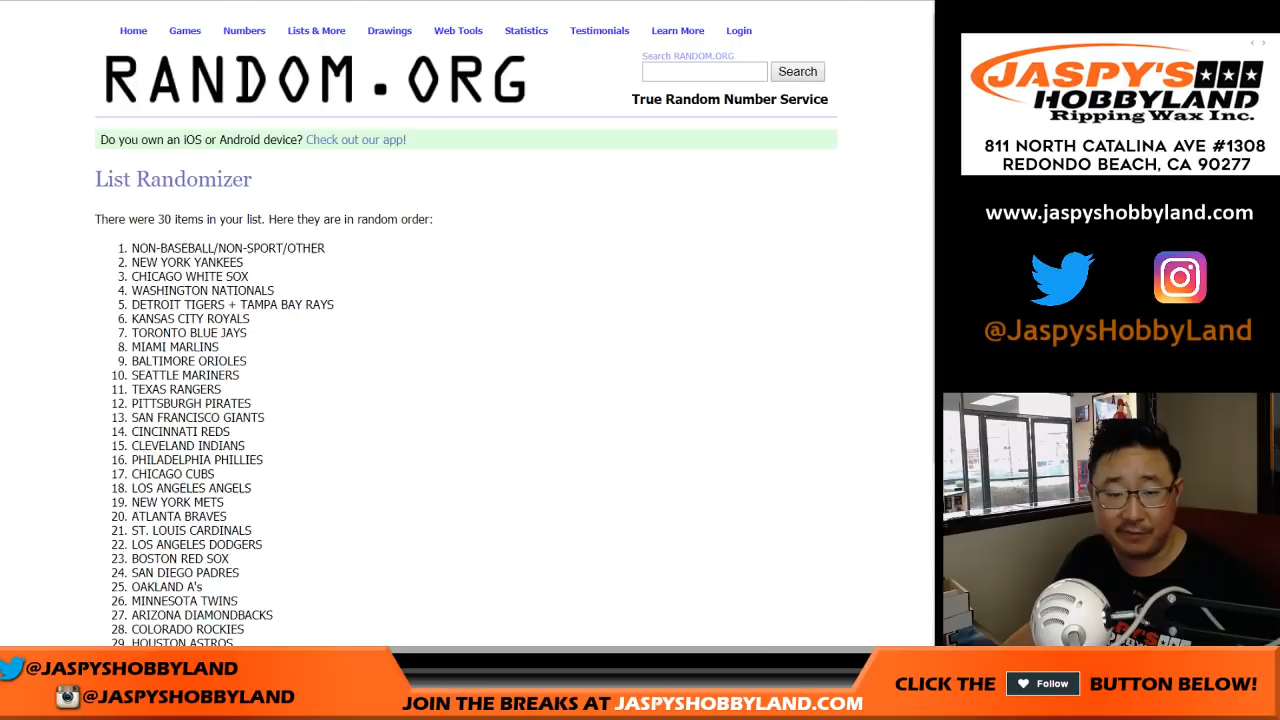 Home Games Numbers Lists & More Drawings Web Tools Statistics Testimonials Learn More Login
RANDOM.ORG
Search RANDOM.ORG
Search
True Random Number Service
Do you own an iOS or Android device? Check out our app!
List Randomizer
There were 30 items in your list. Here they are in random order:
1. NON-BASEBALL/NON-SPORT/OTHER
2. NEW YORK YANKEES
3. CHICAGO WHITE SOX
4. WASHINGTON NATIONALS
5. DETROIT TIGERS + TAMPA BAY RAYS
6. KANSAS CITY ROYALS
7. TORONTO BLUE JAYS
8. MIAMI MARLINS
9. BALTIMORE ORIOLES
10. SEATTLE MARINERS
11. TEXAS RANGERS
12. PITTSBURGH PIRATES
13. SAN FRANCISCO GIANTS
14. CINCINNATI REDS
15. CLEVELAND INDIANS
16. PHILADELPHIA PHILLIES
17. CHICAGO CUBS
18. LOS ANGELES ANGELS
19. NEW YORK METS
20. ATLANTA BRAVES
21. ST. LOUIS CARDINALS
22. LOS ANGELES DODGERS
23. BOSTON RED SOX
24. SAN DIEGO PADRES
25. OAKLAND A's
26. MINNESOTA TWINS
27. ARIZONA DIAMONDBACKS
28. COLORADO ROCKIES
29. HOUSTON ASTROS
JASPY'S
HOBBYLAND
Ripping Wax Inc.
811 NORTH CATALINA AVE #1308
REDONDO BEACH, CA 90277
www.jaspyshobbyland.com
@JaspysHobbyLand
@JASPYSHOBBYLAND
@JASPYSHOBBYLAND
JOIN THE BREAKS AT JASPYSHOBBYLAND.COM
CLICK THE Follow BUTTON BELOW!